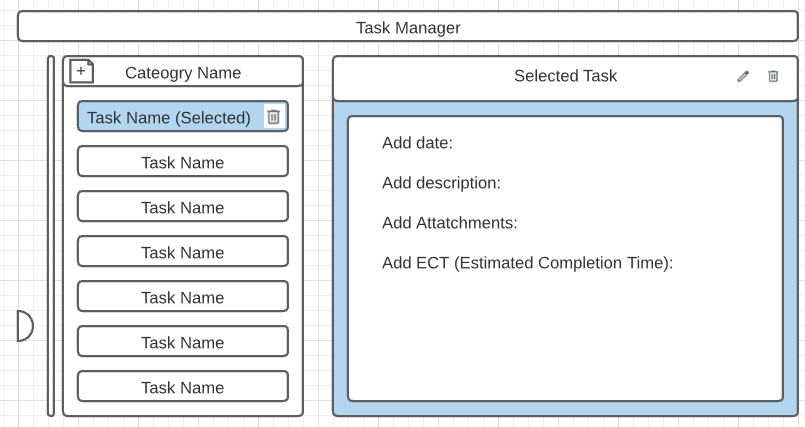 Task Manager
Cateogry Name
Task Name (Selected)
Task Name
Task Name
Task Name
Task Name
Task Name
Task Name
Selected Task
Add date:
Add description:
Add Attatchments:
Add ECT (Estimated Completion Time):